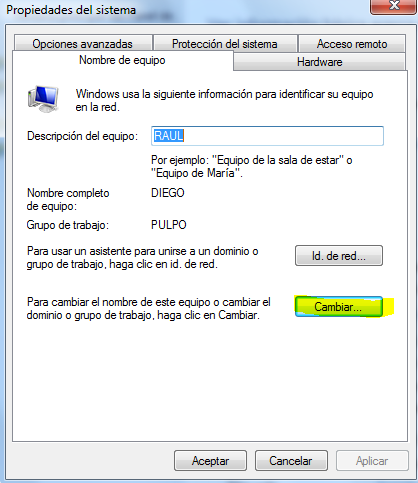 Propiedades del sistema
Opciones avanzadas
Protección del sistema
Acceso remoto
Nombre de equipo
Hardware
Windows usa la siguiente información para identificar su equipo
en la red.
Descripción del equipo:
RAUL
Por ejemplo: "Equipo de la sala de estar" o
"Equipo de María".
Nombre completo
de equipo:
DIEGO
Grupo de trabajo:
PULPO
Para usar un asistente para unirse a un dominio o
grupo de trabajo, haga clic en id. de red.
Id. de red...
Para cambiar el nombre de este equipo o cambiar el
dominio o grupo de trabajo, haga clic en Cambiar.
Cambiar...
Aceptar
Cancelar
Aplicar